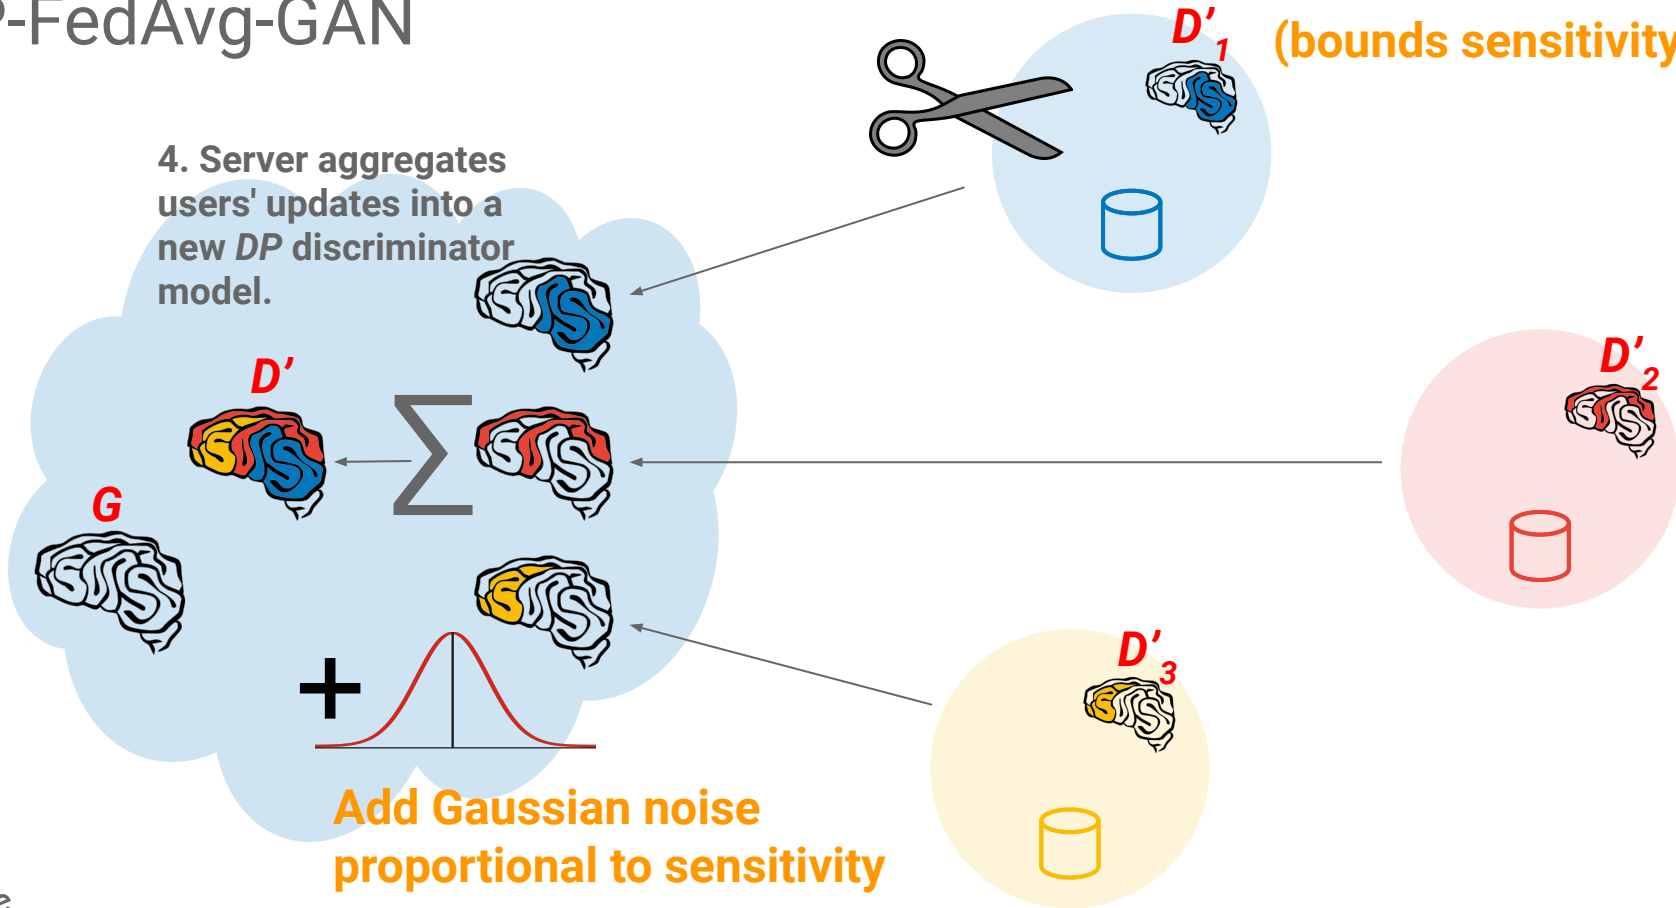 P-FedAvg-GAN
(bounds sensitivity
D'1
4. Server aggregates
users' updates into a
new DP discriminator
model.
D'
D'2
G
D'3
Add Gaussian noise
proportional to sensitivity